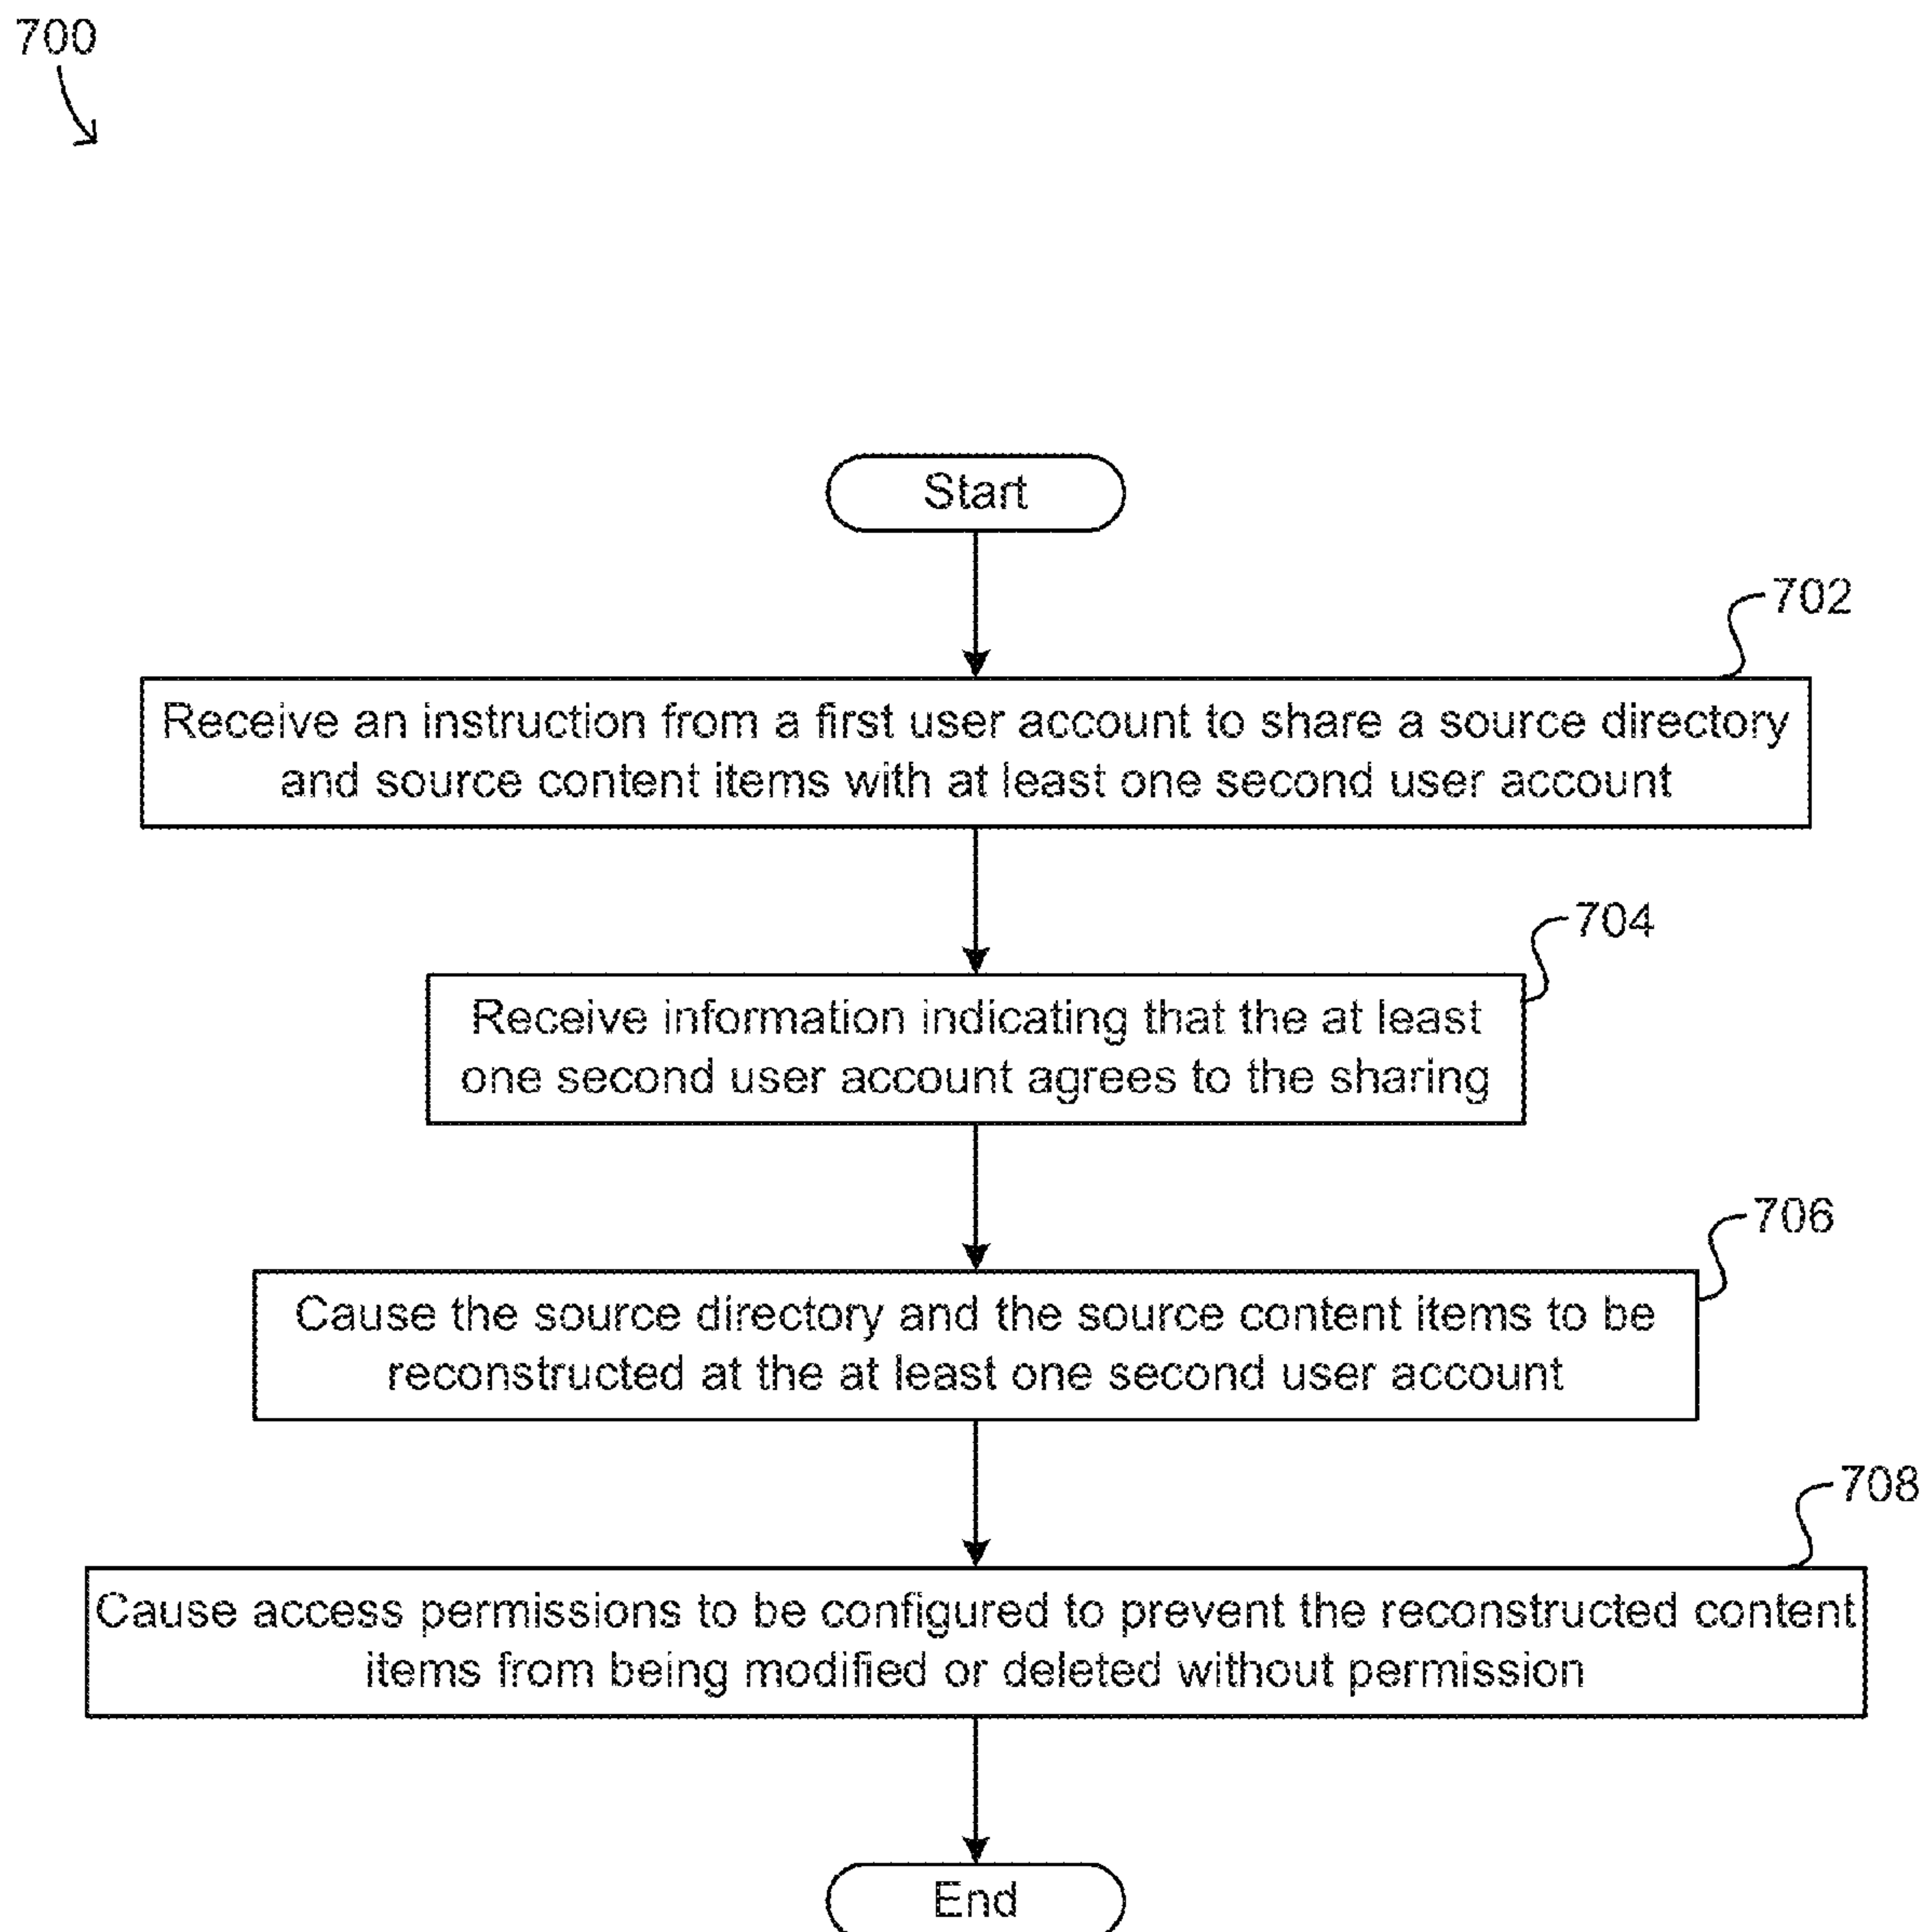 700
Start
702
Receive an instruction from a first user account to share a source directory
and source content items with at least one second user account
704
Receive information indicating that the at least
one second user account agrees to the sharing
706
Cause the source directory and the source content items to be
reconstructed at the at least one second user account
708
Cause access permissions to be configured to prevent the reconstructed content
items from being modified or deleted without permission
End